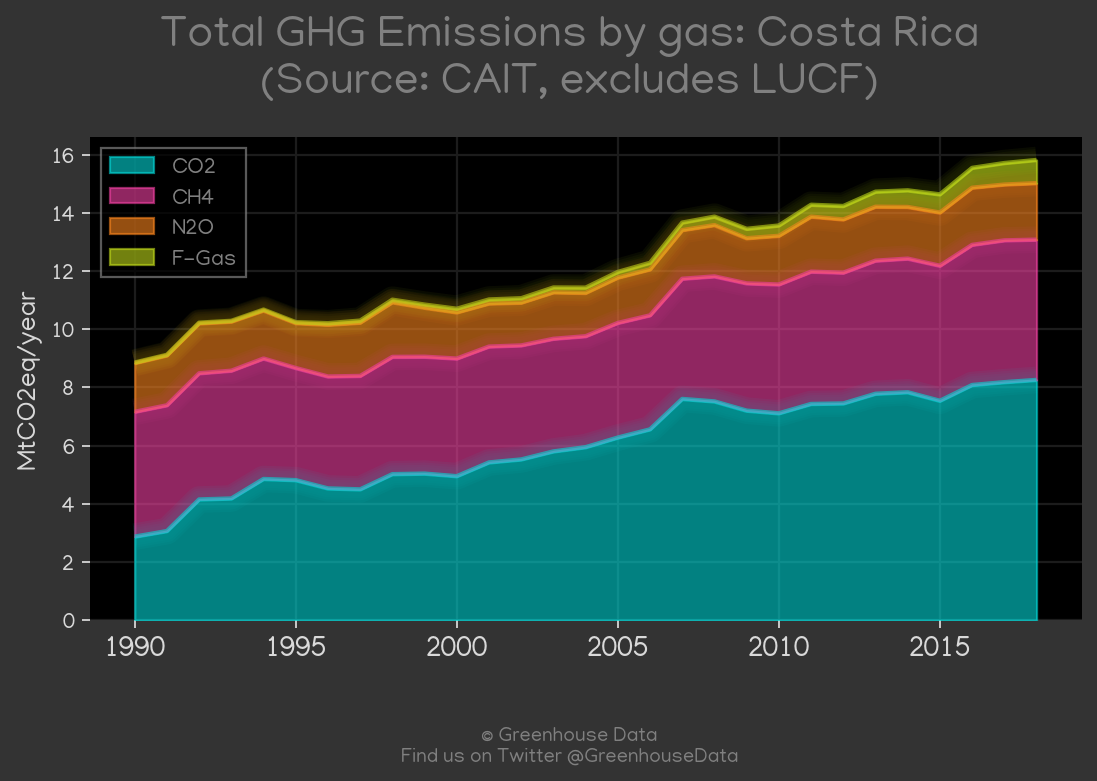 Total GHG Emissions by gas: Costa Rica
(Source: CAIT, excludes LUCF)
16
14
12
10
8
6
4
2
0
MtCO2eq/year
CO2
CH4
N2O
F-Gas
1990
1995
2000
2005
2010
2015
© Greenhouse Data
Find us on Twitter @GreenhouseData